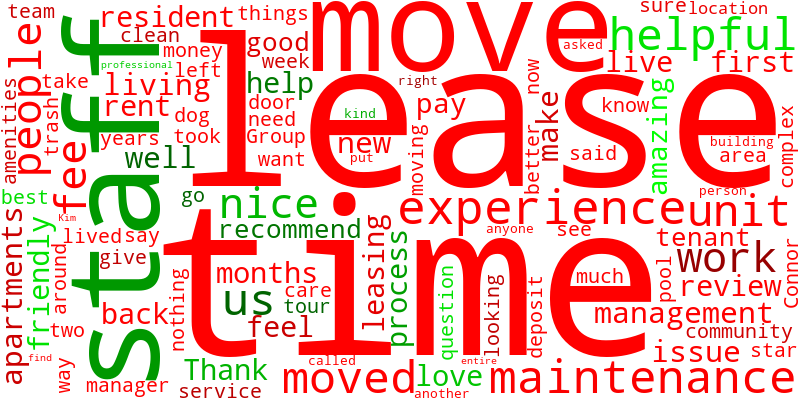 team
resident
things
move
sure
location
clean
helpful
professional
money
good
asked
people
staff
left
week
live
first
take
living
help
lease
right
now
amenities
trash
rent
door
kind
pay
know
dog
need
make
amazing
fee
years
took
Group
new
moving
building
complex
well
want
put
better
said
area
best
go
nice
person
Kim
experience
unit
friendly
lived
say
recommend
anyone
see
tenant
work
apartments
around
give
time
months
leasing
process
much
pool
Connor
nothing
us
care
tour
question
looking
deposit
review
back
feel
management
two
community
way
called
entire
issue
star
find
Thank
manager
service
moved
love
another
maintenance